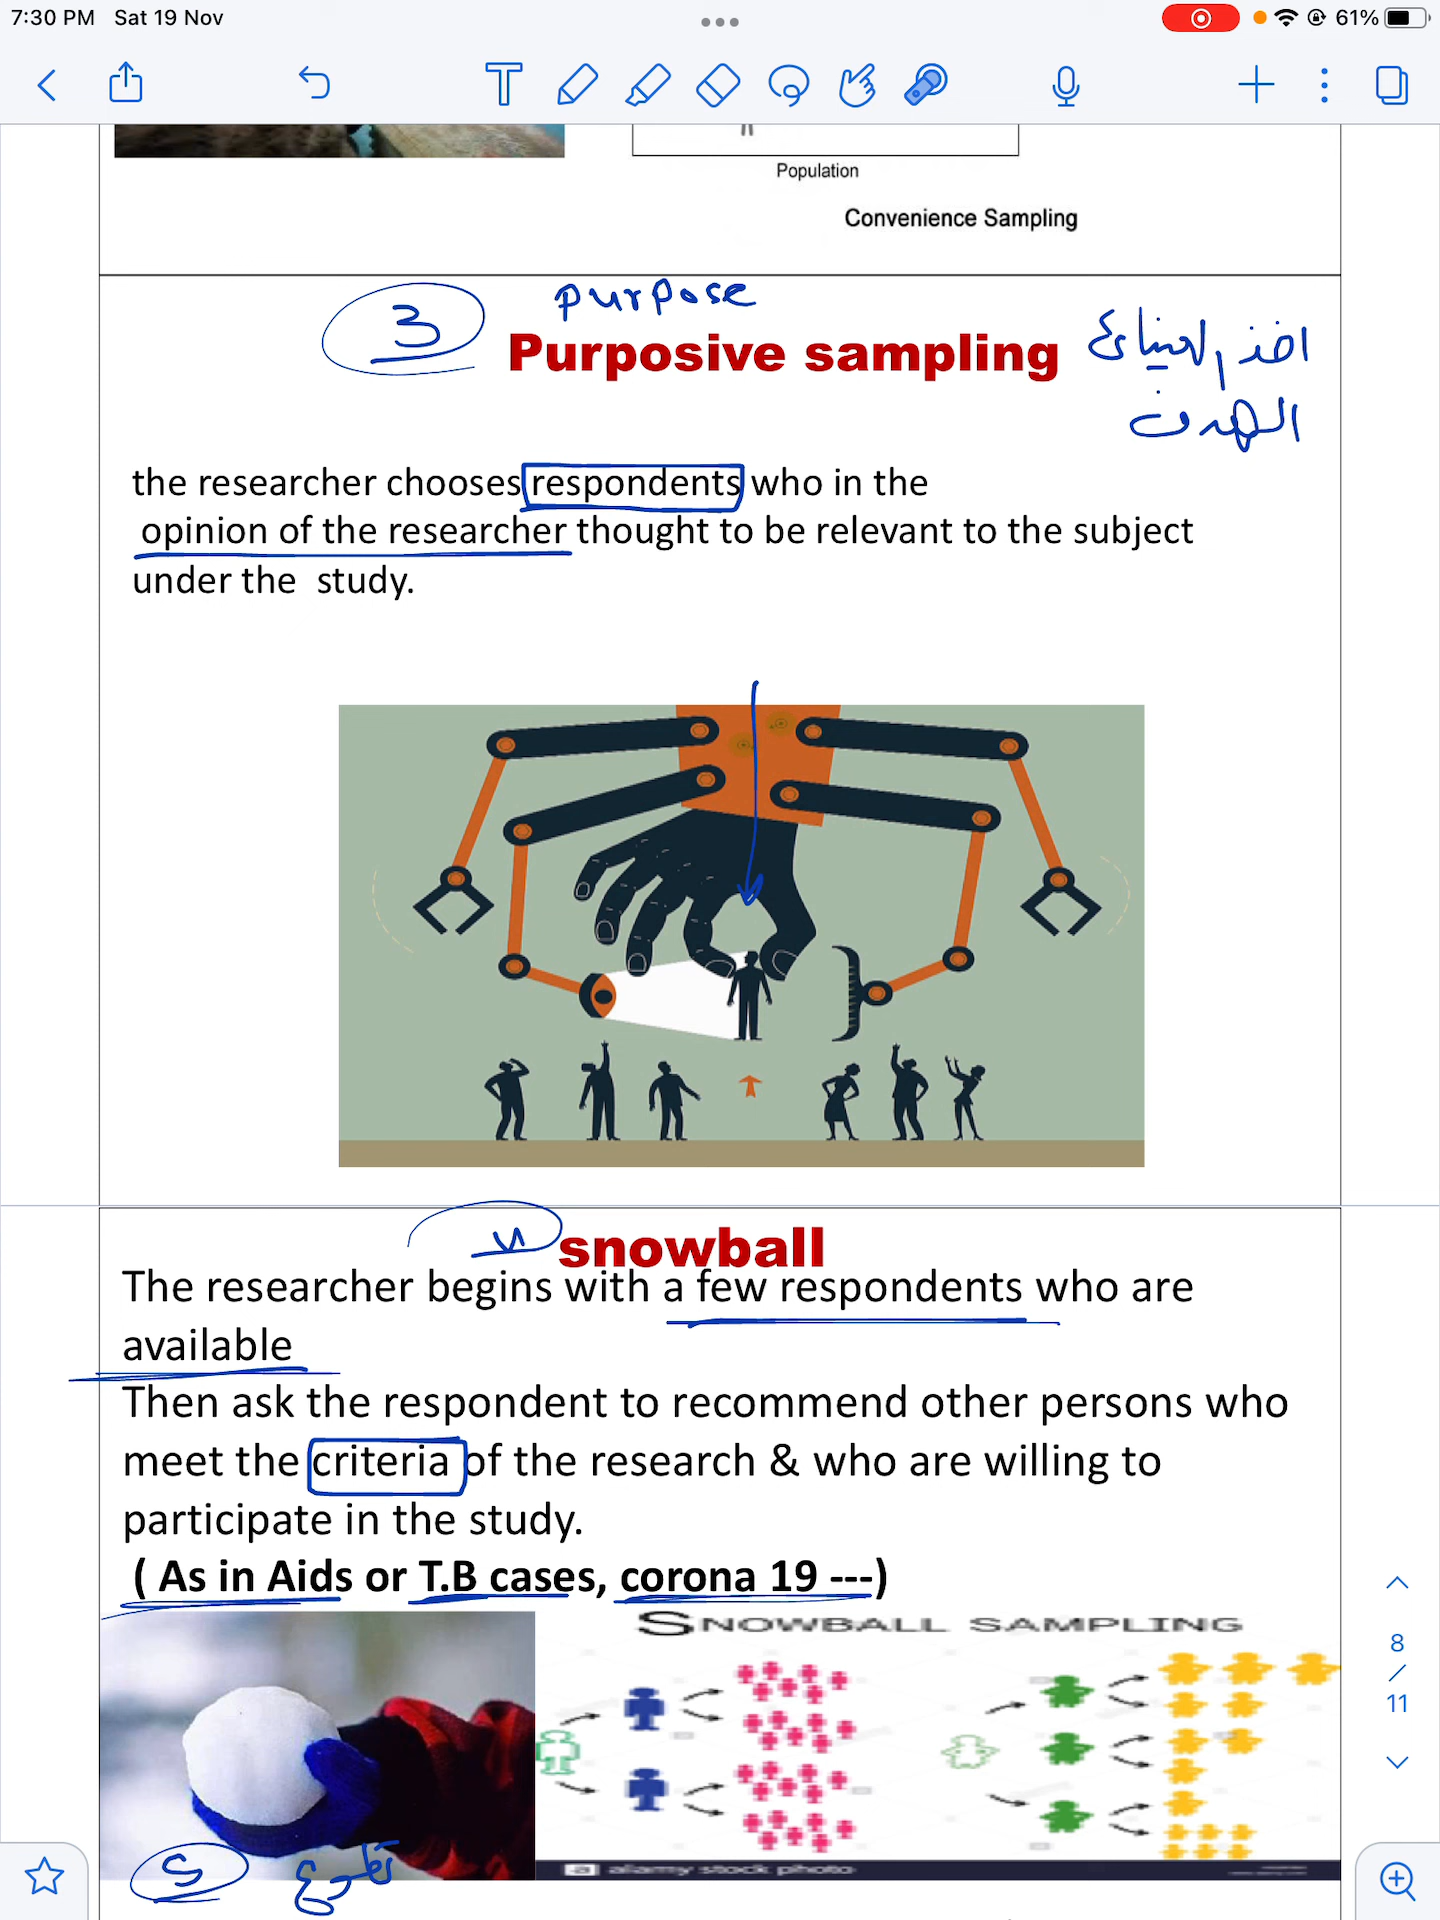 7:30 PM Sat 19 Nov
61%
Population
Convenience Sampling
3
purpose
Purposive sampling
الهدف
the researcher chooses respondents who in the
opinion of the researcher thought to be relevant to the subject
under the study.
snowball
The researcher begins with a few respondents who are
available
Then ask the respondent to recommend other persons who
meet the criteria of the research & who are willing to
participate in the study.
( As in Aids or T.B cases, corona 19 ---)
SNOWBALL SAMPLING
8
/
11
a alamy stock photo